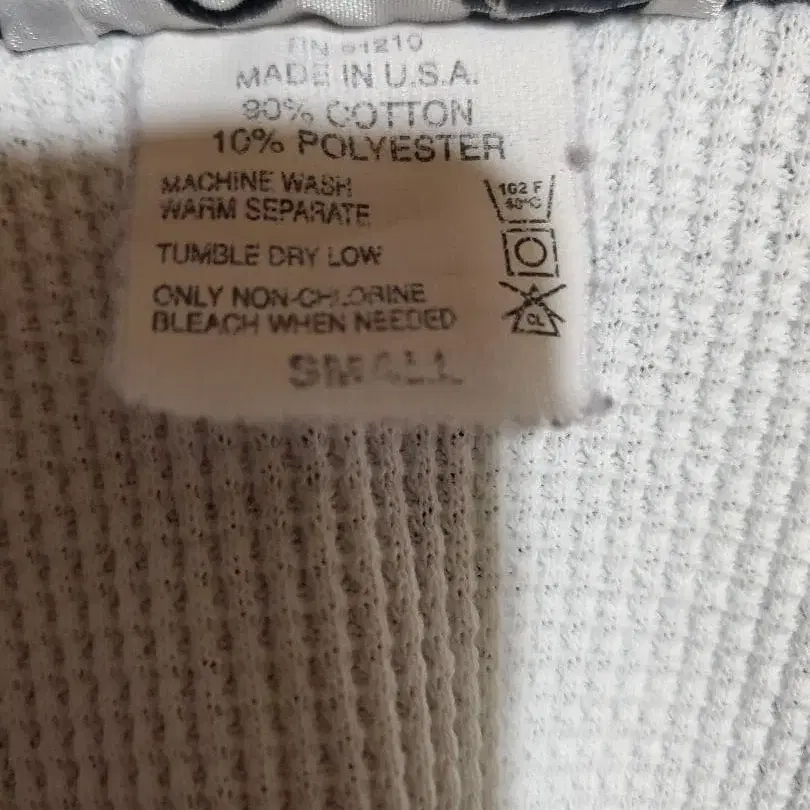 RN 61210
MADE IN U.S.A.
90% COTTON
10% POLYESTER
MACHINE WASH
WARM SEPARATE
TUMBLE DRY LOW
ONLY NON-CHLORINE
BLEACH WHEN NEEDED
SMALL
102 F
40°C
CL